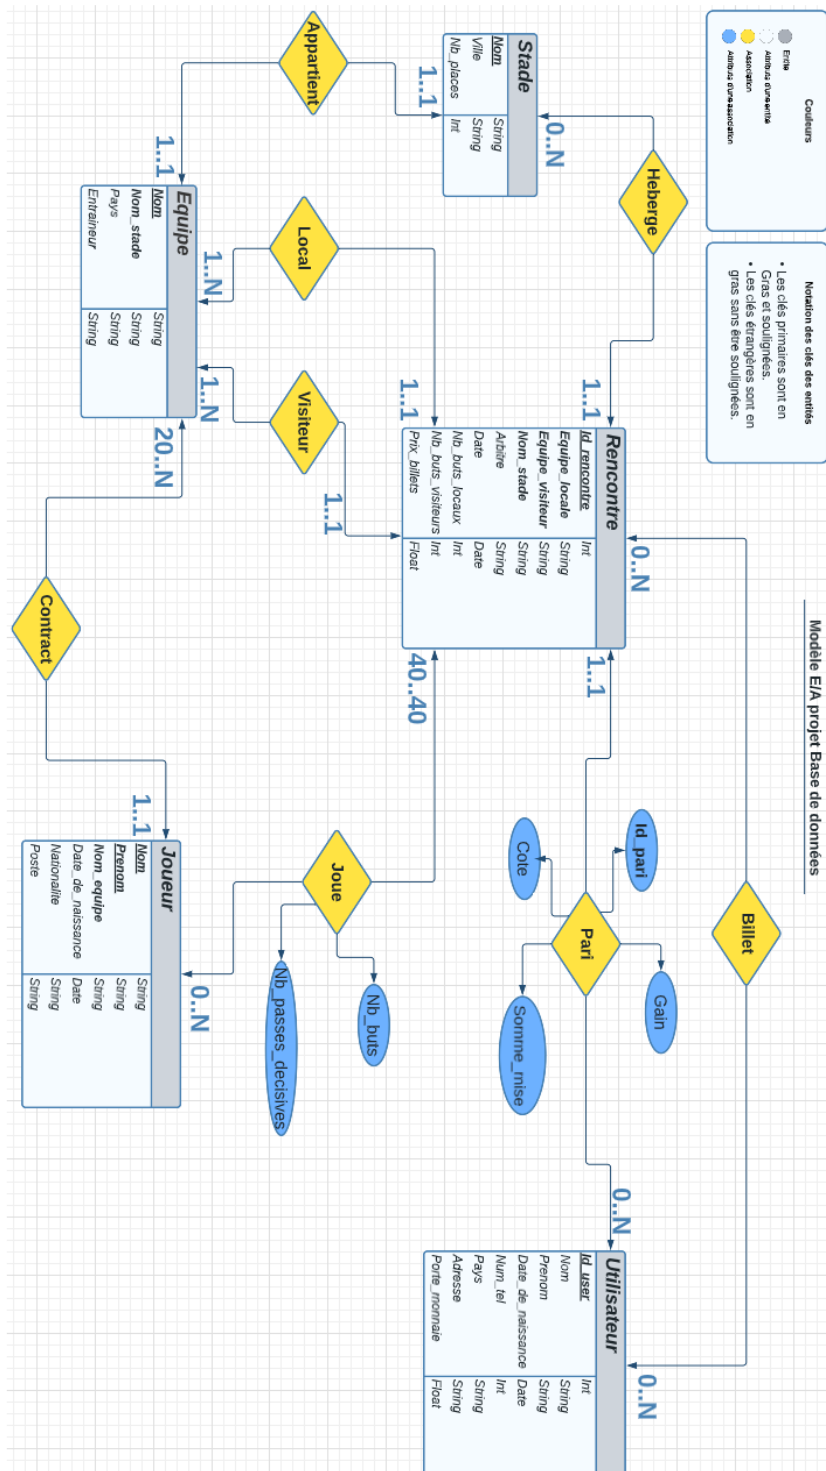 Modèle E/A projet Base de données
Couleurs
Entité
Attributs d'une entité
Association
Attributs d'une association
Notation des clés des entités
• Les clés primaires sont en
Gras et soulignées.
• Les clés étrangères sont en
gras sans être soulignées.
Billet
0..N
0..N
Heberge
0..N
1..1
Stade
Nom String
Ville String
Nb_places Int
1..1
Appartient
1..1
Rencontre
Id_rencontre Int
Equipe_locale String
Equipe_visiteur String
Nom_stade String
Arbitre String
Date Date
Nb_buts_locaux Int
Nb_buts_visiteurs Int
Prix_billets Float
1..1
Pari
Id_pari
Cote
Gain
Somme_mise
0..N
Utilisateur
Id_user Int
Nom String
Prenom String
Date_de_naissance Date
Num_tel Int
Pays String
Adresse String
Porte_monnaie Float
Local
1..1
1..N
Visiteur
1..1
1..N
40..40
Joue
Nb_buts
Nb_passes_decisives
0..N
Equipe
Nom String
Nom_stade String
Pays String
Entraineur String
20..N
Contract
1..1
Joueur
Nom String
Prenom String
Nom_equipe String
Date_de_naissance Date
Nationalite String
Poste String